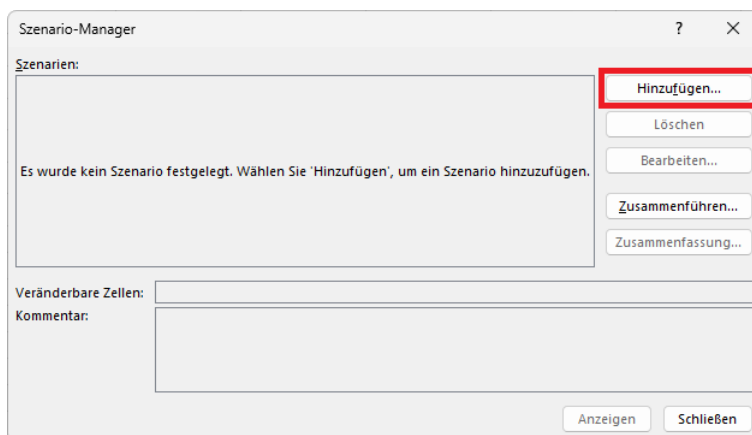 Szenario-Manager
?
Szenarien:
Es wurde kein Szenario festgelegt. Wählen Sie 'Hinzufügen', um ein Szenario hinzuzufügen.
Hinzufügen...
Löschen
Bearbeiten...
Zusammenführen...
Zusammenfassung...
Veränderbare Zellen:
Kommentar:
Anzeigen
Schließen